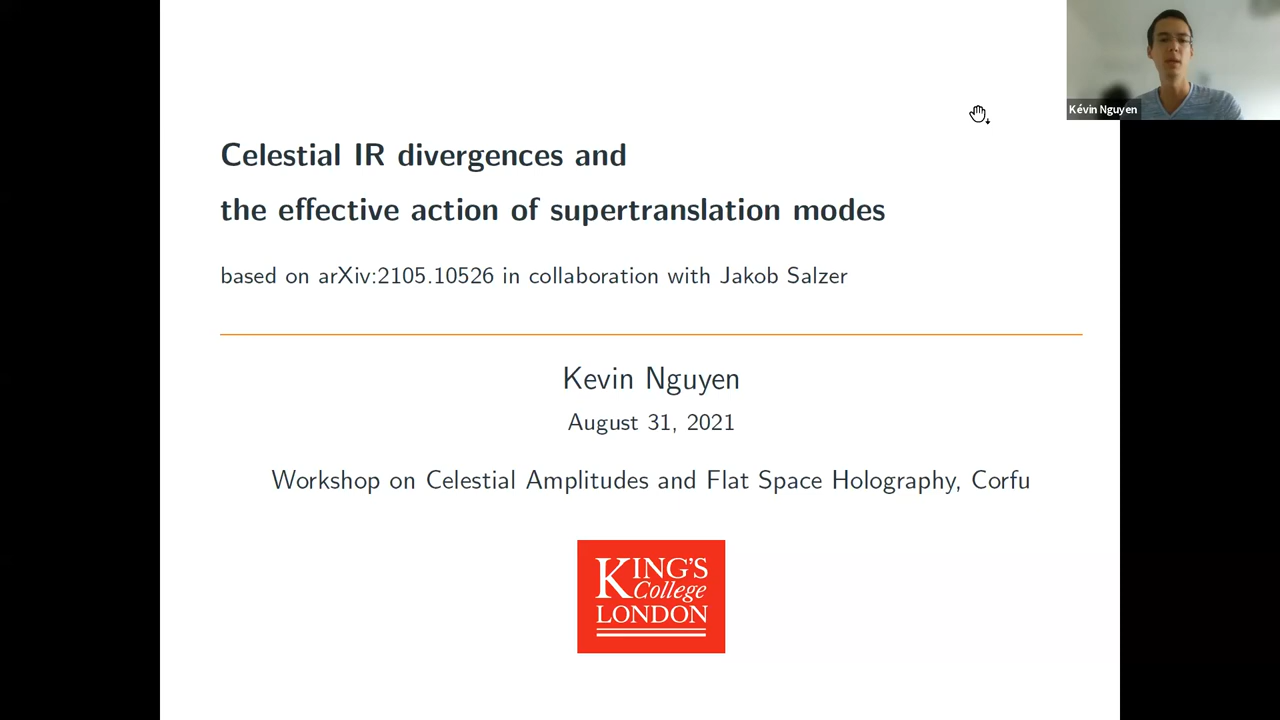 Kévin Nguyen
Celestial IR divergences and
the effective action of supertranslation modes
based on arXiv:2105.10526 in collaboration with Jakob Salzer
Kevin Nguyen
August 31, 2021
Workshop on Celestial Amplitudes and Flat Space Holography, Corfu
KING'S
College
LONDON